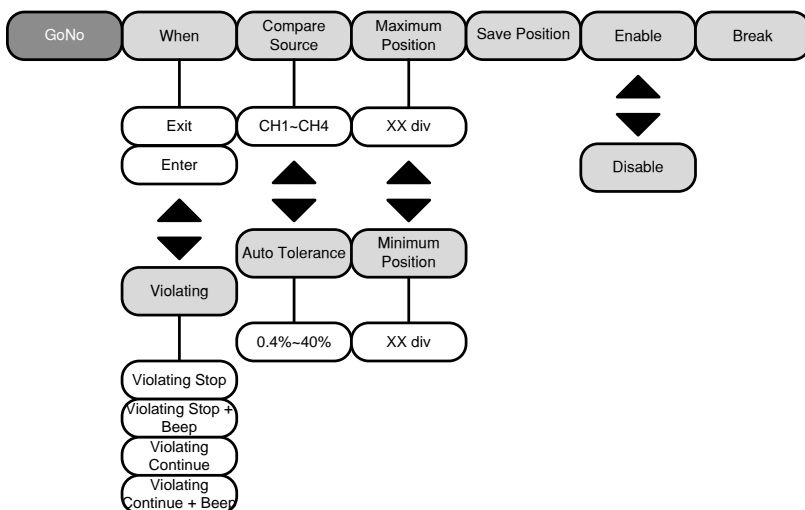 GoNo
When
Compare
Source
Maximum
Position
Save Position
Enable
Break
Exit
CH1~CH4
XX div
Enter
Disable
Auto Tolerance
Minimum
Position
Violating
0.4%~40%
XX div
Violating Stop
Violating Stop +
Beep
Violating
Continue
Violating
Continue + Beep